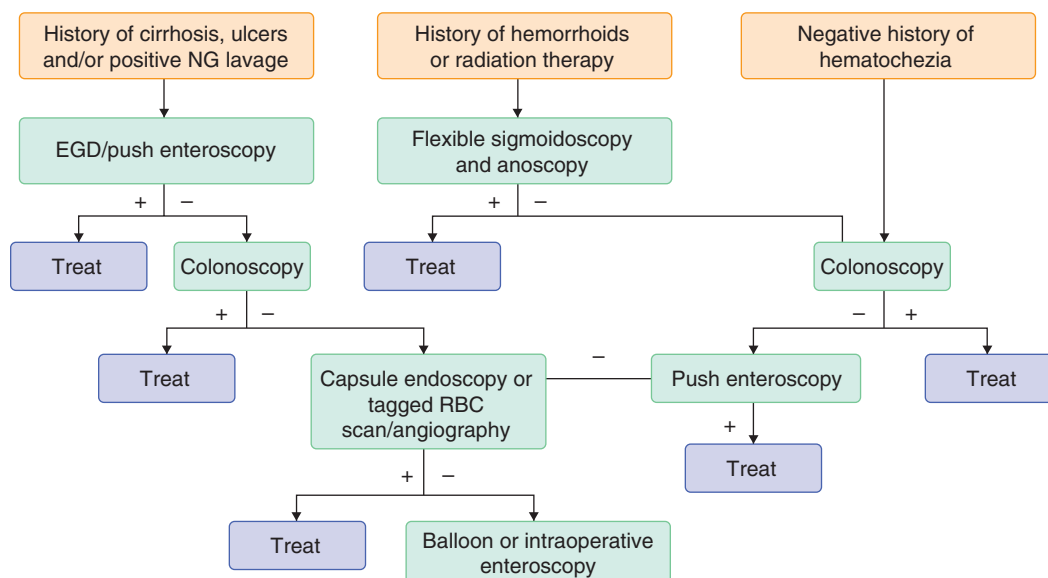 History of cirrhosis, ulcers
and/or positive NG lavage
History of hemorrhoids
or radiation therapy
Negative history of
hematochezia
EGD/push enteroscopy
Flexible sigmoidoscopy
and anoscopy
+ −
+ −
Treat
Colonoscopy
Treat
Colonoscopy
+ −
− +
Treat
Capsule endoscopy or
tagged RBC
scan/angiography
−
Push enteroscopy
Treat
+
Treat
+ −
Treat
Balloon or intraoperative
enteroscopy